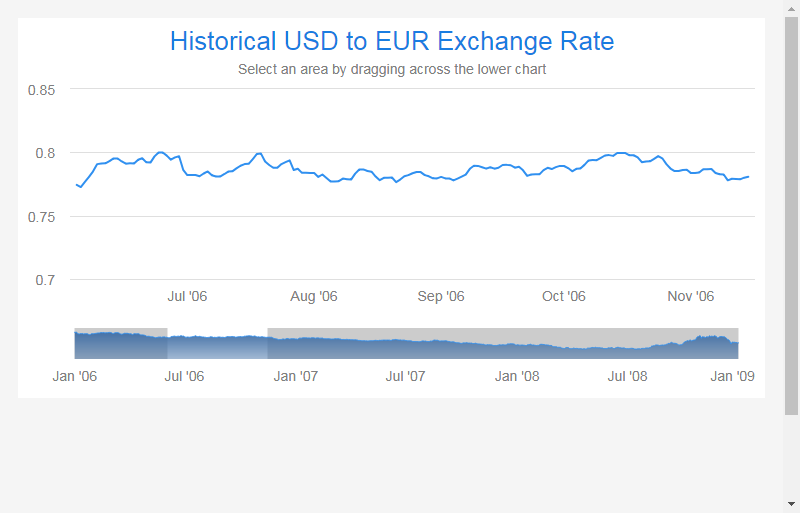 Historical USD to EUR Exchange Rate
Select an area by dragging across the lower chart
0.85
0.8
0.75
0.7
Jul '06 Aug '06 Sep '06 Oct '06 Nov '06
Jan '06 Jul '06 Jan '07 Jul '07 Jan '08 Jul '08 Jan '09